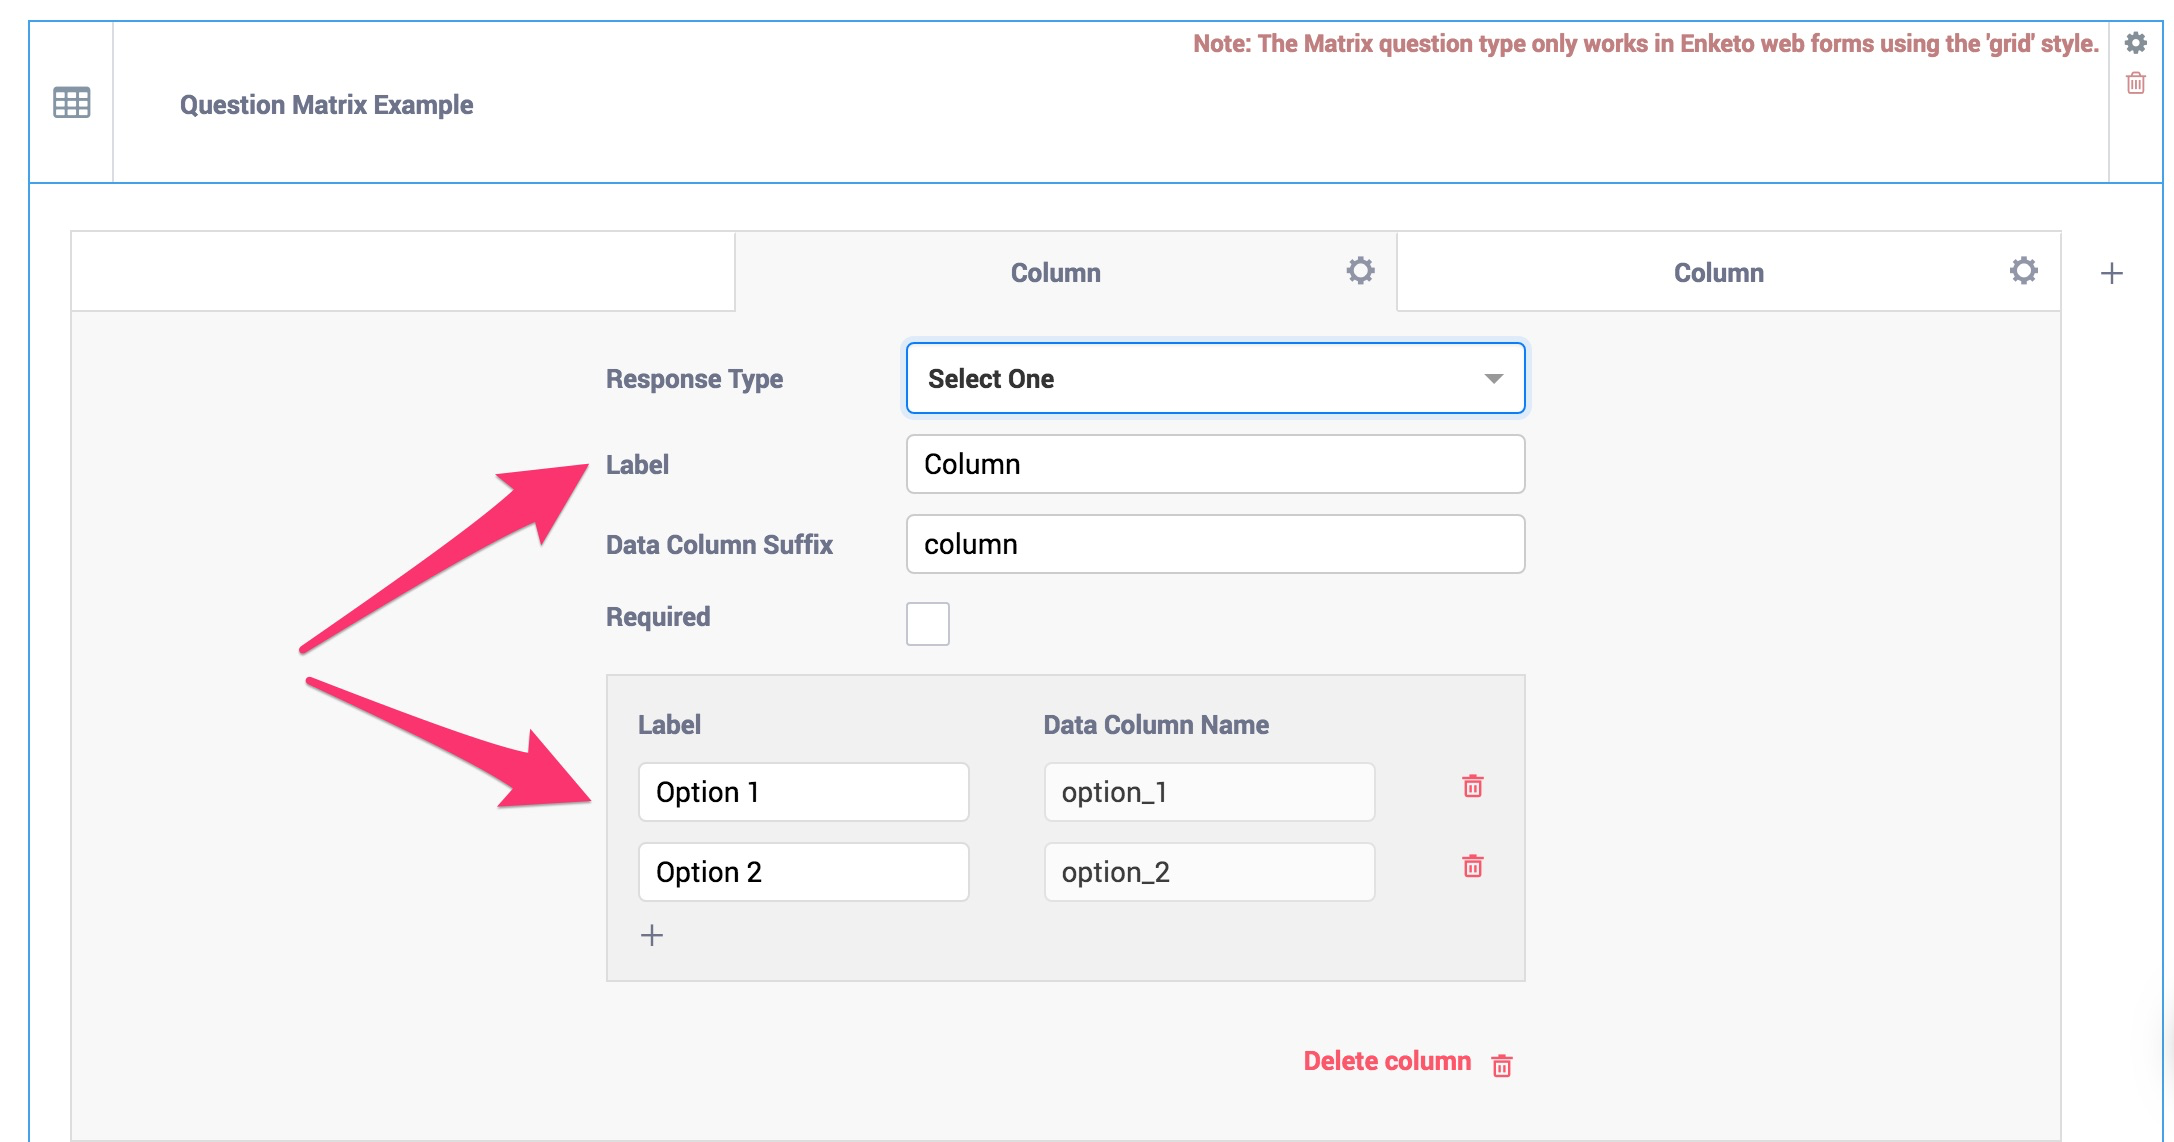 Note: The Matrix question type only works in Enketo web forms using the 'grid' style.
Question Matrix Example
Column
Column
Response Type
Select One
Label
Column
Data Column Suffix
column
Required
Label
Data Column Name
Option 1
option_1
Option 2
option_2
Delete column